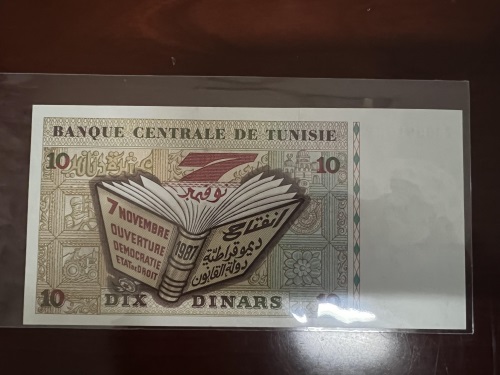 BANQUE CENTRALE DE TUNISIE
10
7
10
نوفمبر
7 NOVEMBRE
OUVERTURE
DEMOCRATIE
ETAT DE DROIT
1987
انفتاح
ديموقراطية
دولة القانون
10
DIX DINARS
10